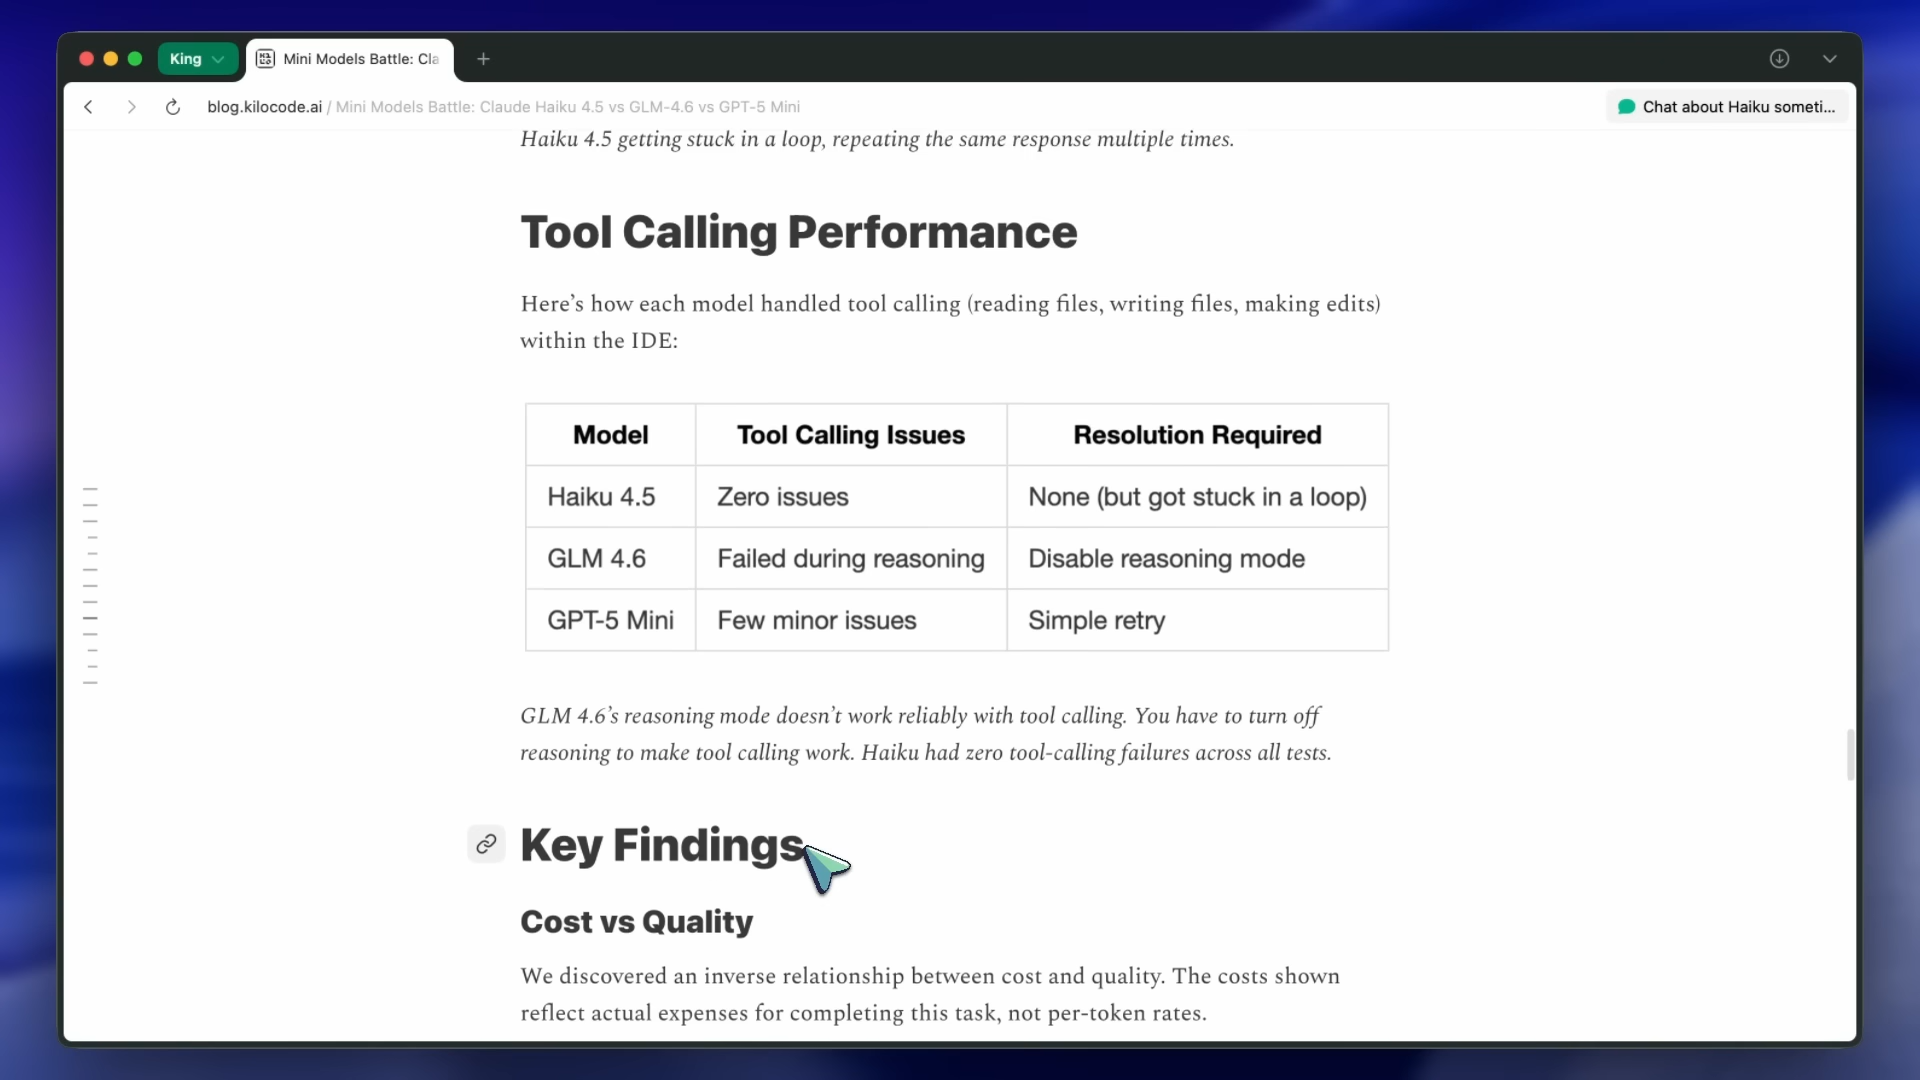 King
Mini Models Battle: Cla
blog.kilocode.ai / Mini Models Battle: Claude Haiku 4.5 vs GLM-4.6 vs GPT-5 Mini
Chat about Haiku someti...
Haiku 4.5 getting stuck in a loop, repeating the same response multiple times.
Tool Calling Performance
Here’s how each model handled tool calling (reading files, writing files, making edits)
within the IDE:
Model Tool Calling Issues Resolution Required
Haiku 4.5 Zero issues None (but got stuck in a loop)
GLM 4.6 Failed during reasoning Disable reasoning mode
GPT-5 Mini Few minor issues Simple retry
GLM 4.6’s reasoning mode doesn’t work reliably with tool calling. You have to turn off
reasoning to make tool calling work. Haiku had zero tool-calling failures across all tests.
Key Findings
Cost vs Quality
We discovered an inverse relationship between cost and quality. The costs shown
reflect actual expenses for completing this task, not per-token rates.